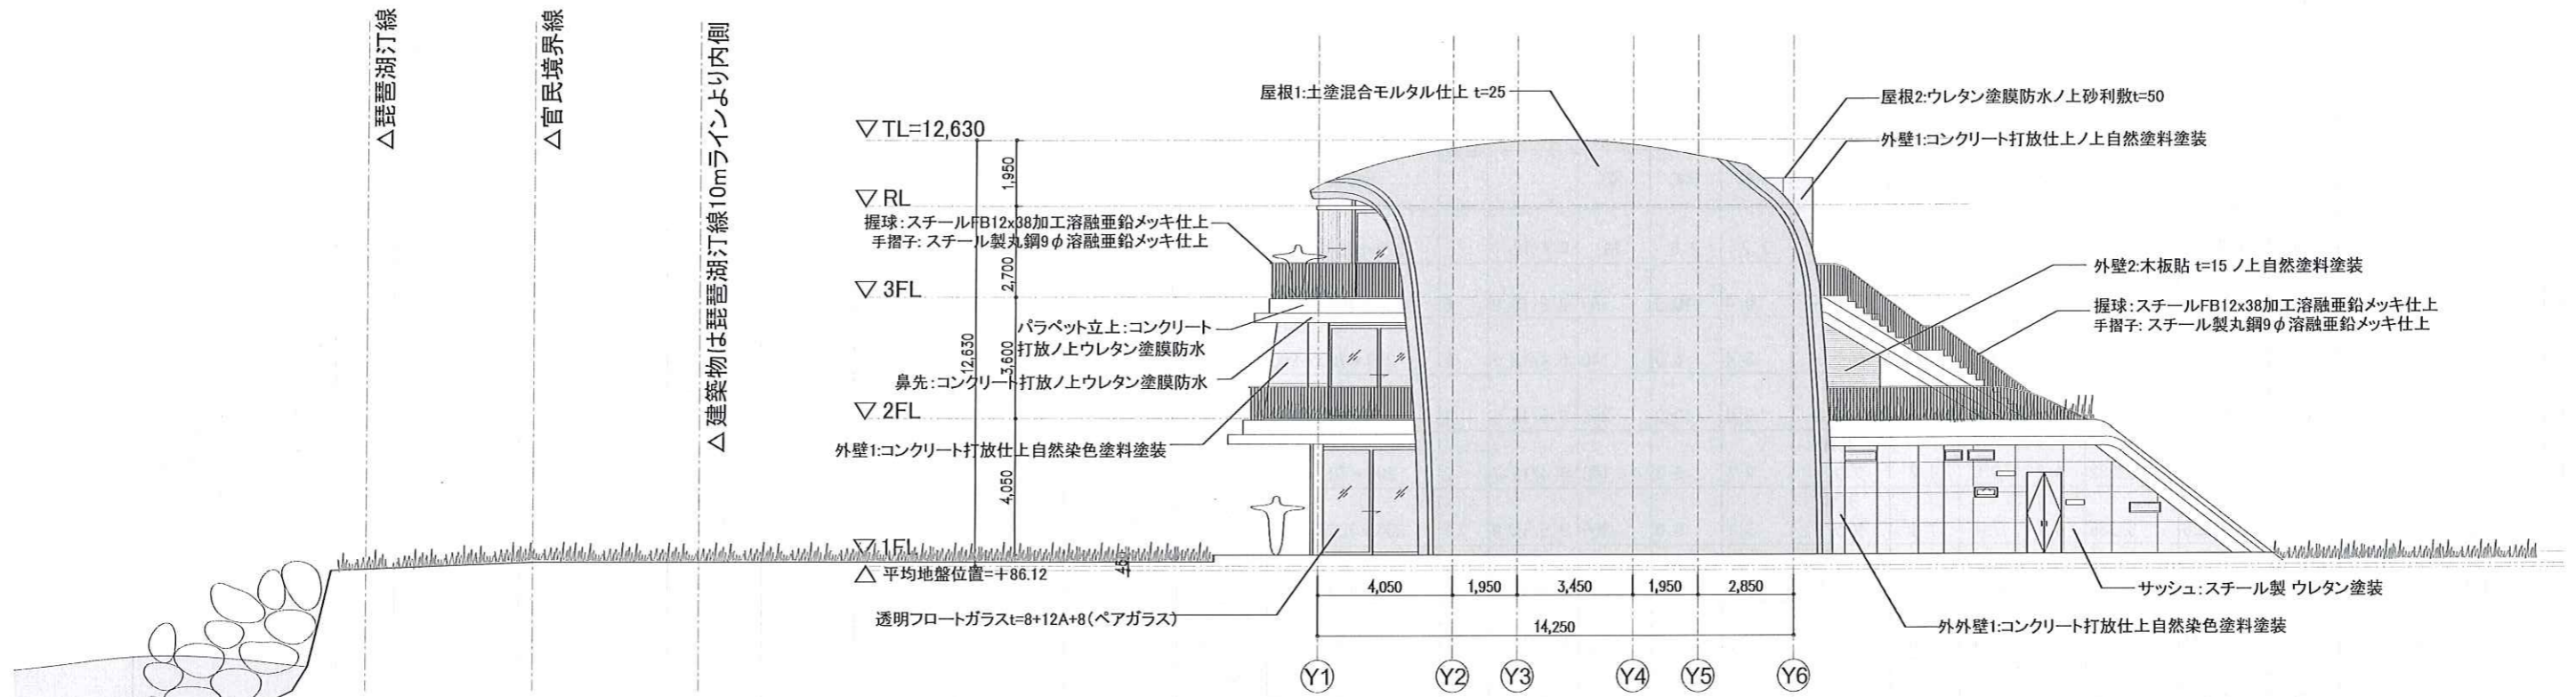 △琵琶湖汀線
△官民境界線
△建築物は琵琶湖汀線10mラインより内側
▽TL=12,630
▽RL
握球:スチールFB12x38加工溶融亜鉛メッキ仕上
手摺子:スチール製丸鋼9φ溶融亜鉛メッキ仕上
▽3FL
パラペット立上:コンクリート
打放ノ上ウレタン塗膜防水
鼻先:コンクリート打放ノ上ウレタン塗膜防水
▽2FL
外壁1:コンクリート打放仕上自然染色塗料塗装
▽1FL
△平均地盤位置=+86.12
透明フロートガラスt=8+12A+8(ペアガラス)
1,950
2,700
12,630
3,600
4,050
450
屋根1:土塗混合モルタル仕上 t=25
屋根2:ウレタン塗膜防水ノ上砂利敷t=50
外壁1:コンクリート打放仕上ノ上自然塗料塗装
外壁2:木板貼 t=15 ノ上自然塗料塗装
握球:スチールFB12x38加工溶融亜鉛メッキ仕上
手摺子:スチール製丸鋼9φ溶融亜鉛メッキ仕上
サッシュ:スチール製 ウレタン塗装
外外壁1:コンクリート打放仕上自然染色塗料塗装
4,050 1,950 3,450 1,950 2,850
14,250
Y1 Y2 Y3 Y4 Y5 Y6